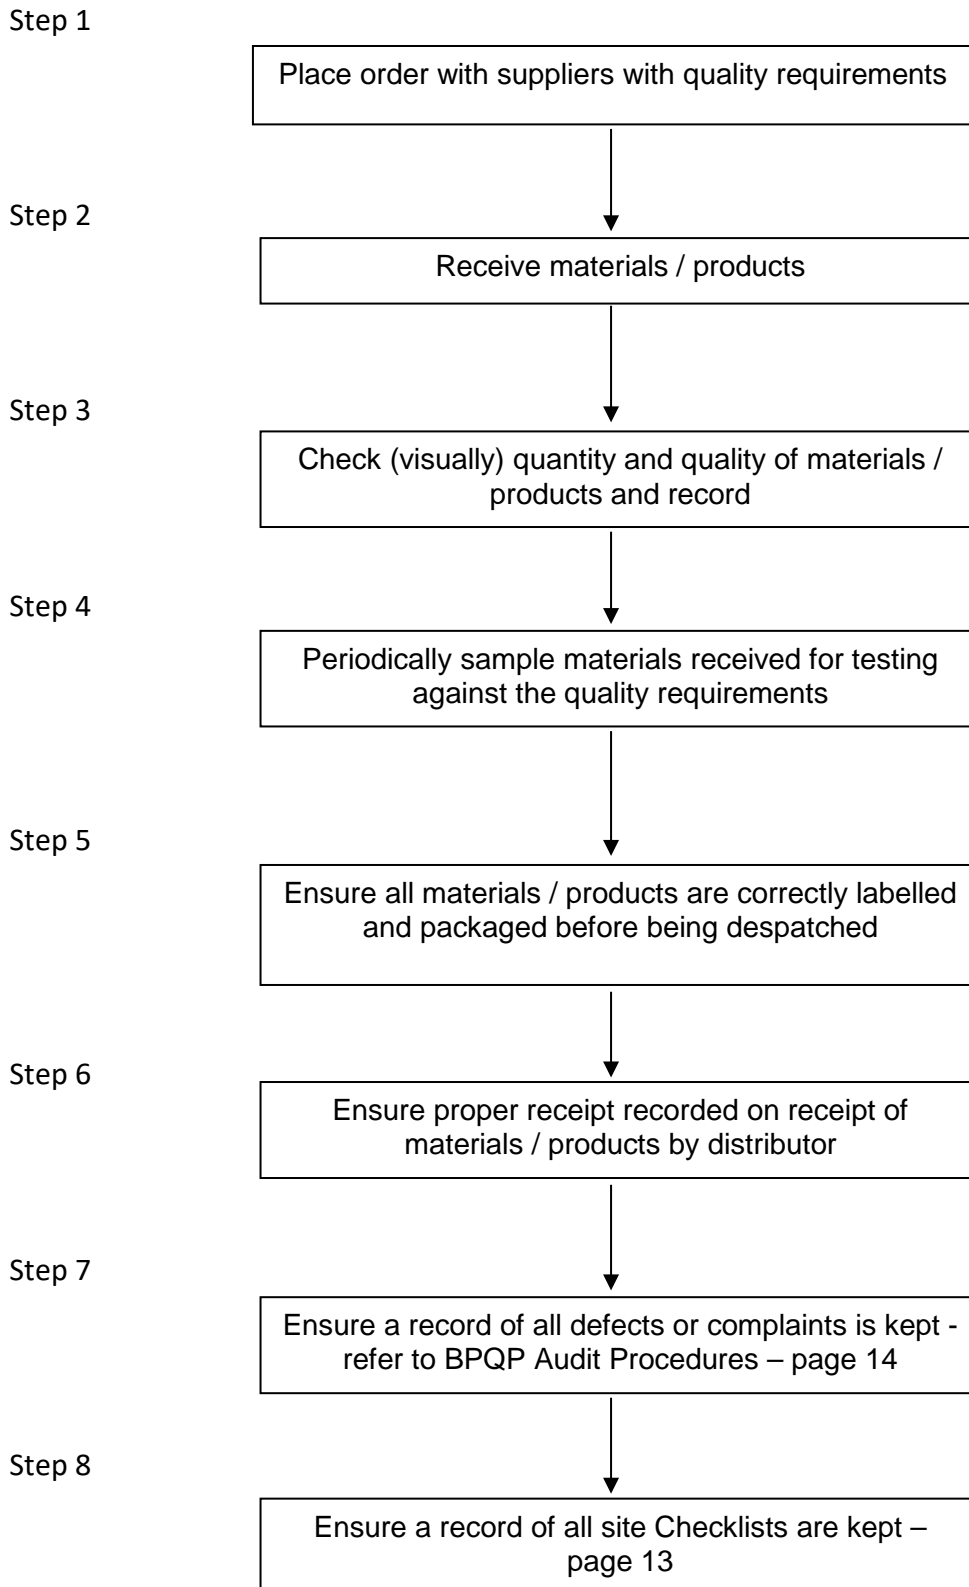 Step 1
Place order with suppliers with quality requirements
Step 2
Receive materials / products
Step 3
Check (visually) quantity and quality of materials /
products and record
Step 4
Periodically sample materials received for testing
against the quality requirements
Step 5
Ensure all materials / products are correctly labelled
and packaged before being despatched
Step 6
Ensure proper receipt recorded on receipt of
materials / products by distributor
Step 7
Ensure a record of all defects or complaints is kept -
refer to BPQP Audit Procedures – page 14
Step 8
Ensure a record of all site Checklists are kept –
page 13